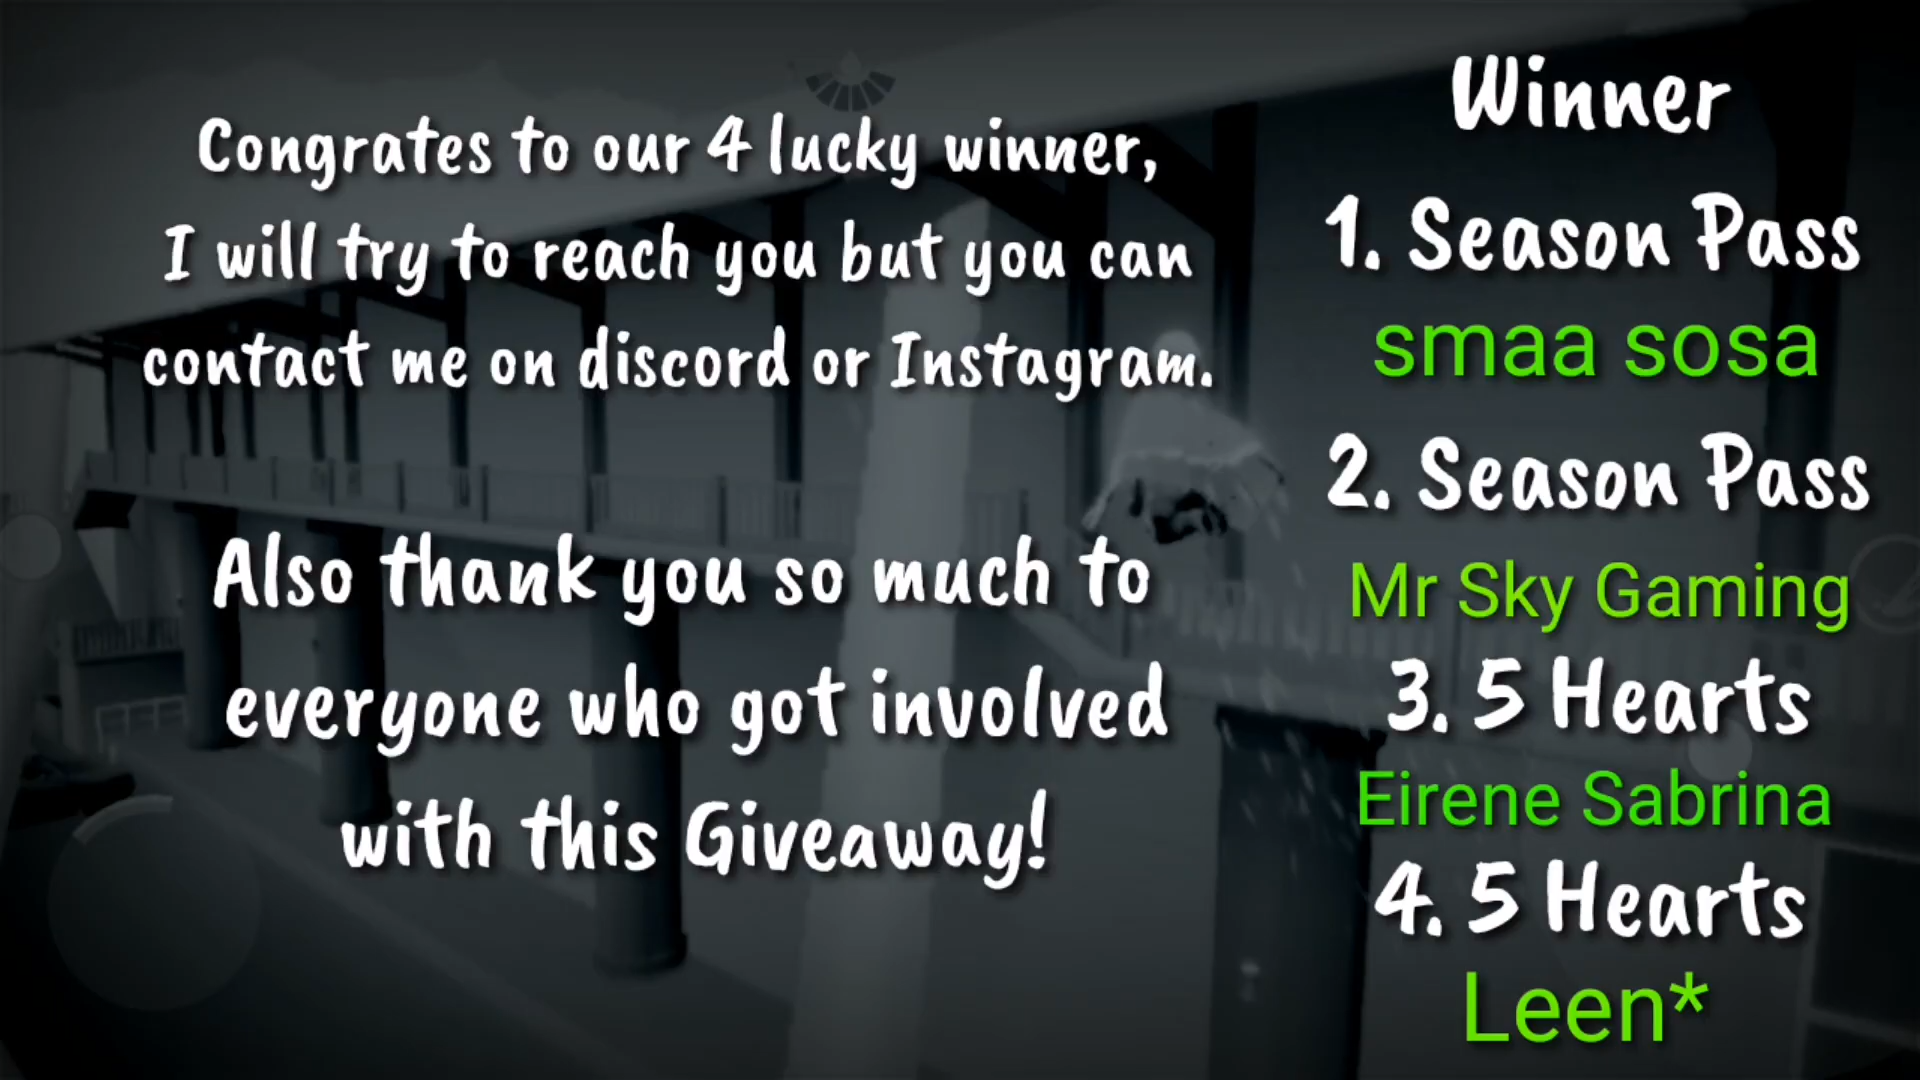 Congrates to our 4 lucky winner,
I will try to reach you but you can
contact me on discord or Instagram.
Also thank you so much to
everyone who got involved
with this Giveaway!
Winner
1. Season Pass
smaa sosa
2. Season Pass
Mr Sky Gaming
3. 5 Hearts
Eirene Sabrina
4. 5 Hearts
Leen*